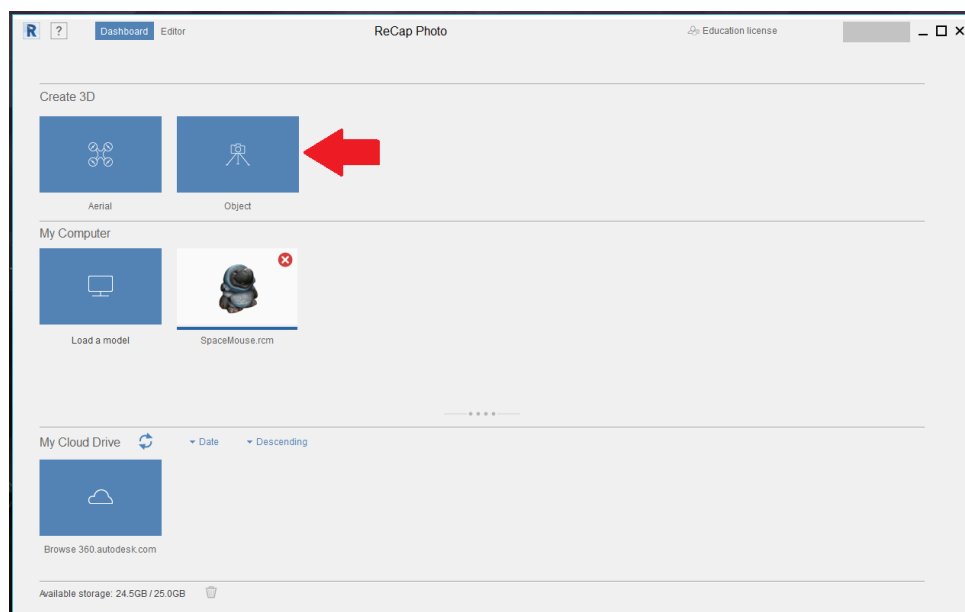 R ? Dashboard Editor ReCap Photo Education license
Create 3D
Aerial Object
My Computer
Load a model SpaceMouse.rcm
My Cloud Drive Date Descending
Browse 360.autodesk.com
Available storage: 24.5GB / 25.0GB